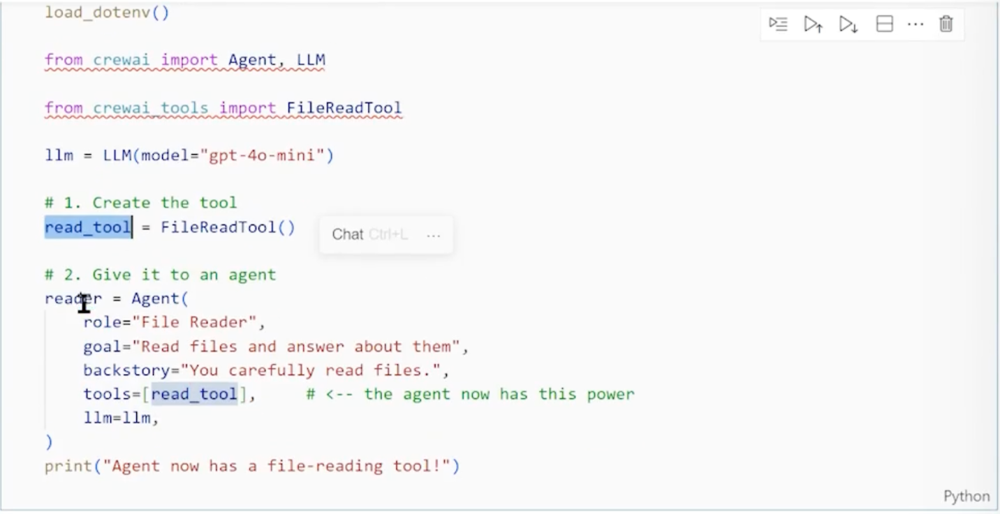 load_dotenv()
from crewai import Agent, LLM
from crewai_tools import FileReadTool
llm = LLM(model="gpt-4o-mini")
# 1. Create the tool
read_tool = FileReadTool()
Chat Ctrl+L ...
# 2. Give it to an agent
reader = Agent(
    role="File Reader",
    goal="Read files and answer about them",
    backstory="You carefully read files.",
    tools=[read_tool],     # <-- the agent now has this power
    llm=llm,
)
print("Agent now has a file-reading tool!")
Python